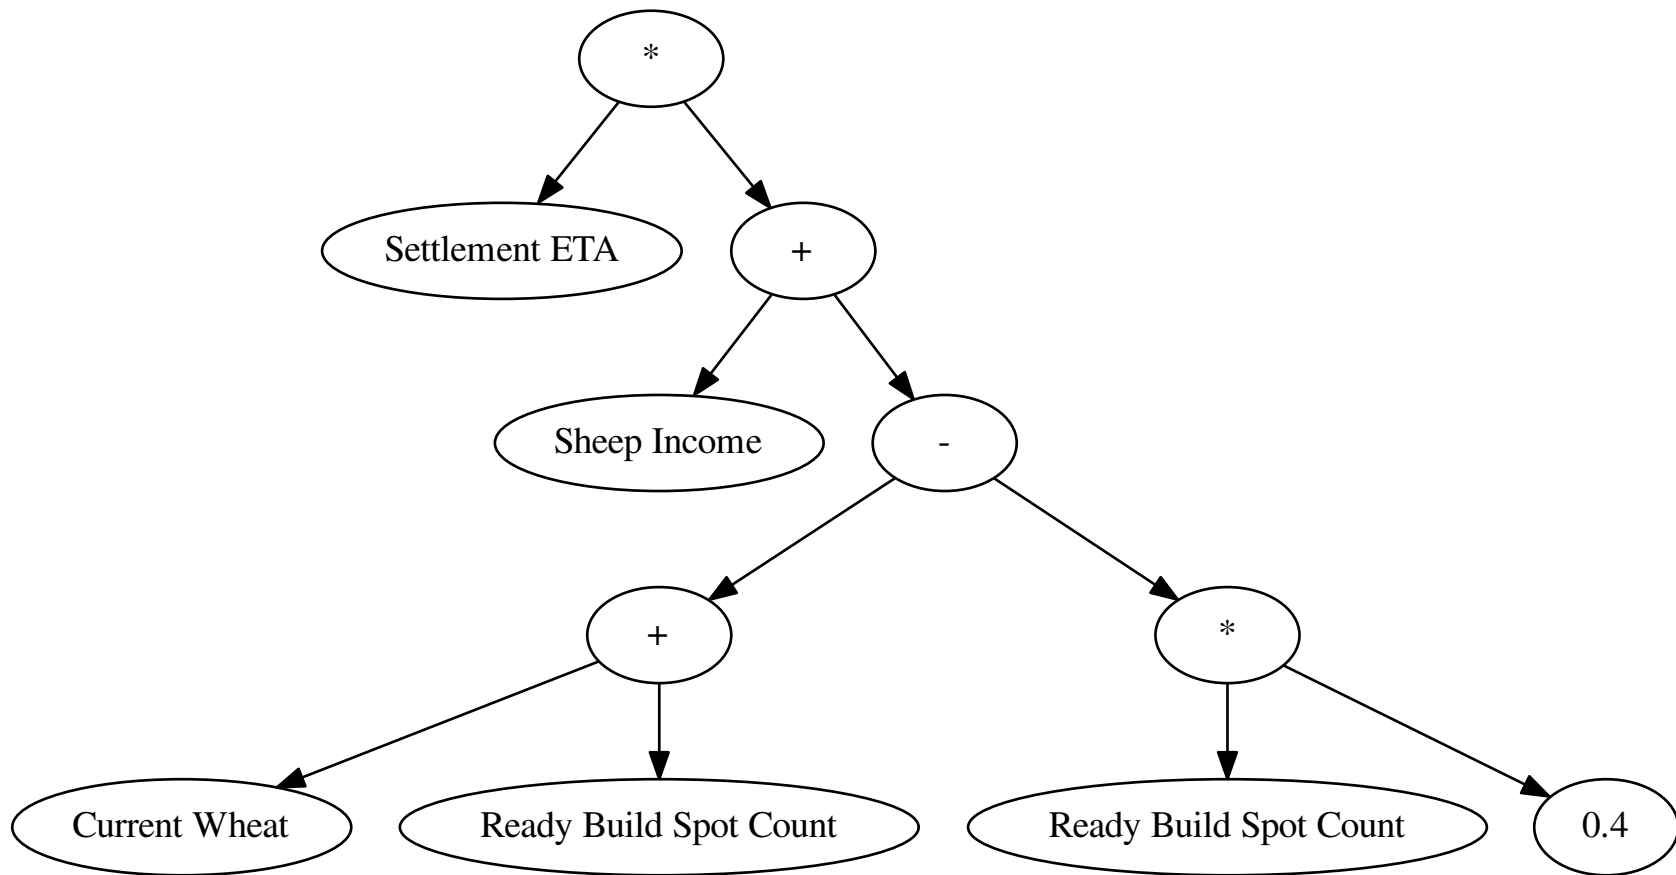 *
Settlement ETA
+
Sheep Income
-
+
*
Current Wheat
Ready Build Spot Count
Ready Build Spot Count
0.4